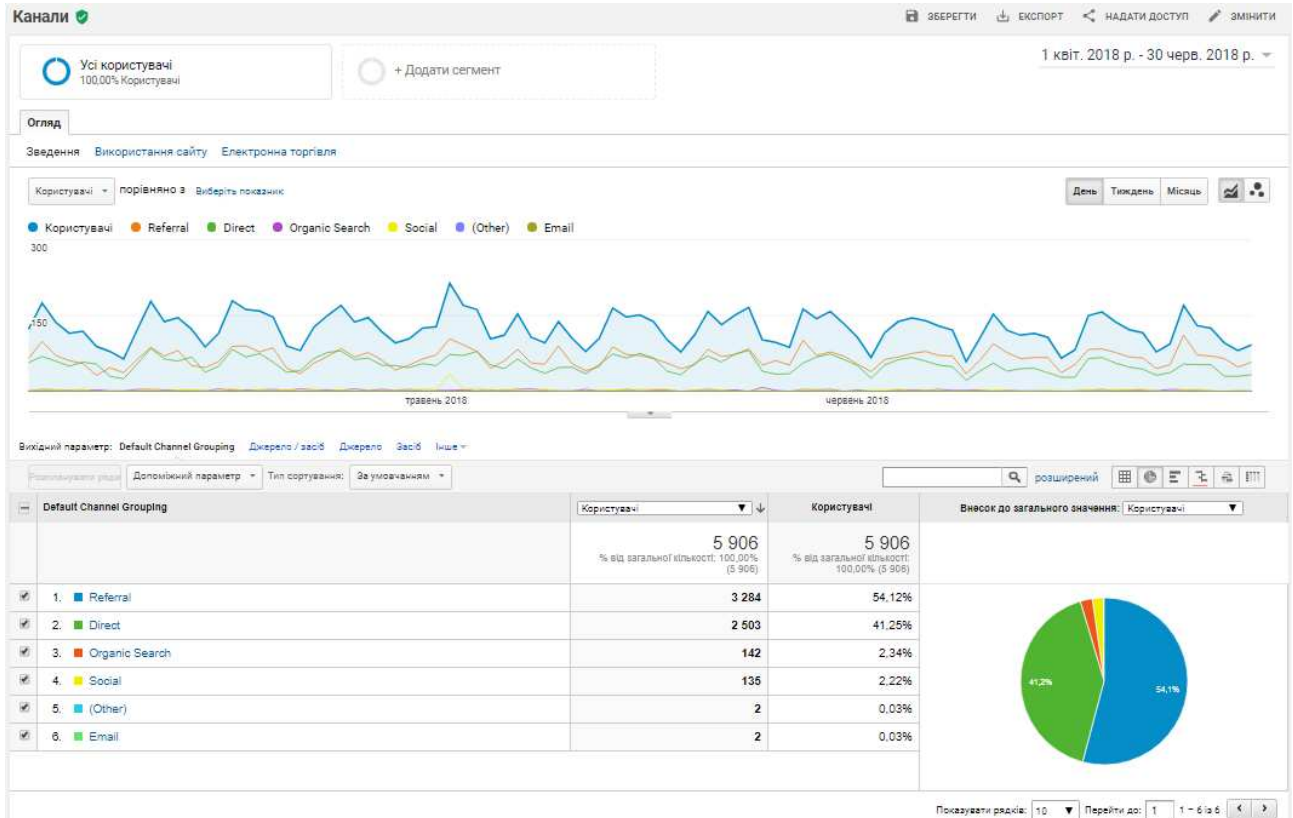 Канали
ЗБЕРЕГТИ ЕКСПОРТ НАДАТИ ДОСТУП ЗМІНИТИ
Усі користувачі
100,00% Користувачі
+ Додати сегмент
1 квіт. 2018 р. - 30 черв. 2018 р.
Огляд
Зведення Використання сайту Електронна торгівля
Користувачі порівняно з Виберіть показник
День Тиждень Місяць
Користувачі Referral Direct Organic Search Social (Other) Email
300
150
травень 2018 червень 2018
Вихідний параметр: Default Channel Grouping Джерело / засіб Джерело Засіб Інше
Допоміжний параметр Тип сортування: За умовчанням
розширений
Default Channel Grouping Користувачі Користувачі Внесок до загального значення: Користувачі
5 906 5 906
% від загальної кількості: 100,00% (5 906)
% від загальної кількості: 100,00% (5 906)
1. Referral 3 284 54,12%
2. Direct 2 503 41,25%
3. Organic Search 142 2,34%
4. Social 135 2,22%
5. (Other) 2 0,03%
6. Email 2 0,03%
41,2%
54,1%
Показувати рядків: 10 Перейти до: 1 1 – 6 із 6